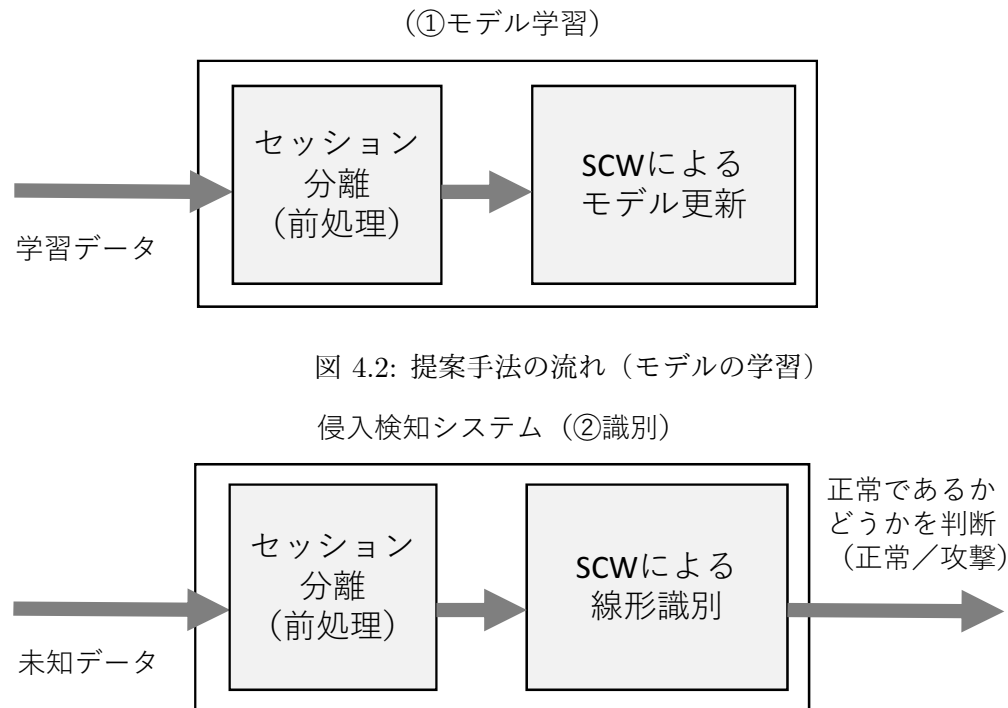 (①モデル学習)
セッション
分離
(前処理)
SCWによる
モデル更新
学習データ
図 4.2: 提案手法の流れ（モデルの学習）
侵入検知システム（②識別）
セッション
分離
(前処理)
SCWによる
線形識別
正常であるか
どうかを判断
（正常／攻撃）
未知データ